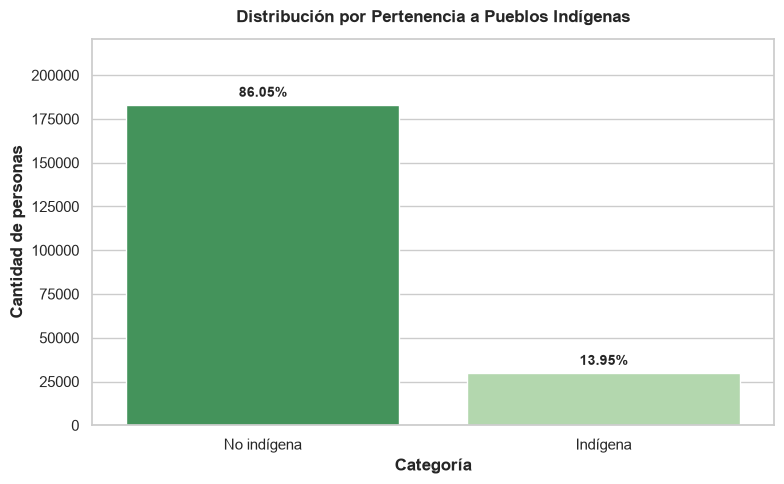 Distribución por Pertenencia a Pueblos Indígenas
Cantidad de personas
200000
175000
150000
125000
100000
75000
50000
25000
0
86.05%
13.95%
No indígena
Indígena
Categoría